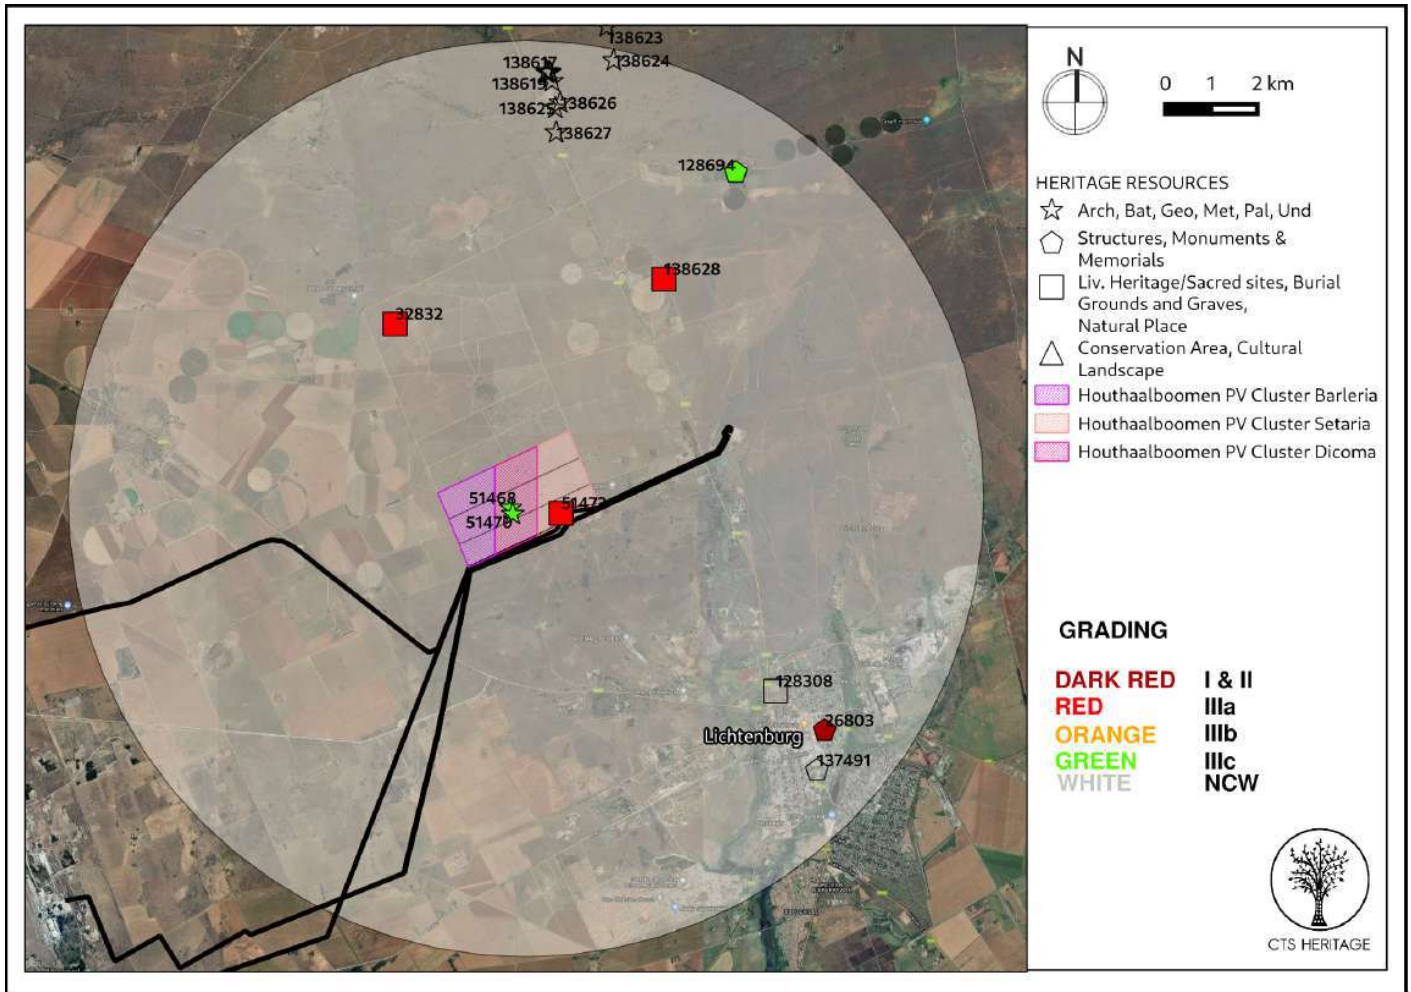 138623
138617
138624
138619
138626
138625
138627
128694
138628
32832
51468
51472
51470
128308
26803
Lichtenburg
137491
N
0 1 2 km
HERITAGE RESOURCES
Arch, Bat, Geo, Met, Pal, Und
Structures, Monuments &
Memorials
Liv. Heritage/Sacred sites, Burial
Grounds and Graves,
Natural Place
Conservation Area, Cultural
Landscape
Houthaalboomen PV Cluster Barleria
Houthaalboomen PV Cluster Setaria
Houthaalboomen PV Cluster Dicoma
GRADING
DARK RED I & II
RED IIIa
ORANGE IIIb
GREEN IIIc
WHITE NCW
CTS HERITAGE